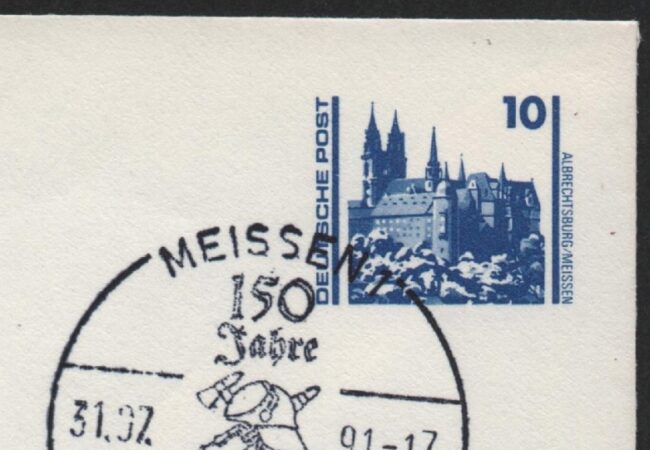 DEUTSCHE POST
10
ALBRECHTSBURG/MEISSEN
MEISSEN 1
150
Jahre
31.07.
91-17